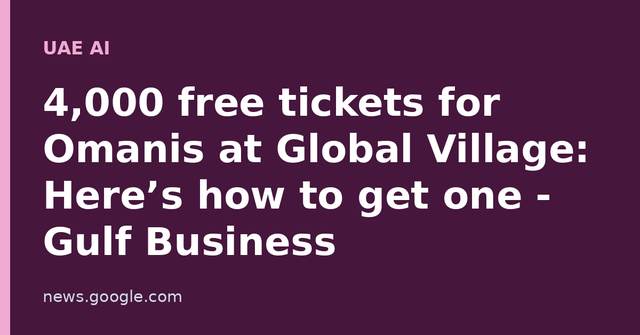 UAE AI
4,000 free tickets for
Omanis at Global Village:
Here’s how to get one -
Gulf Business
news.google.com